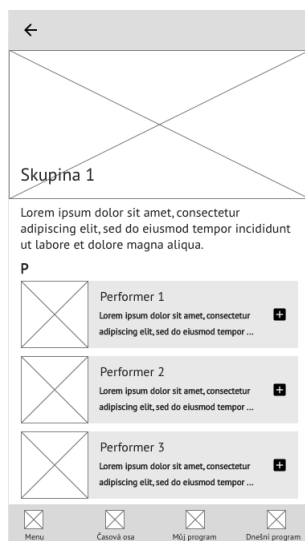 Skupina 1
Lorem ipsum dolor sit amet, consectetur
adipiscing elit, sed do eiusmod tempor incididunt
ut labore et dolore magna aliqua.
P
Performer 1
Lorem ipsum dolor sit amet, consectetur
adipiscing elit, sed do eiusmod tempor ...
Performer 2
Lorem ipsum dolor sit amet, consectetur
adipiscing elit, sed do eiusmod tempor ...
Performer 3
Lorem ipsum dolor sit amet, consectetur
adipiscing elit, sed do eiusmod tempor ...
Menu Časová osa Můj program Dnešní program